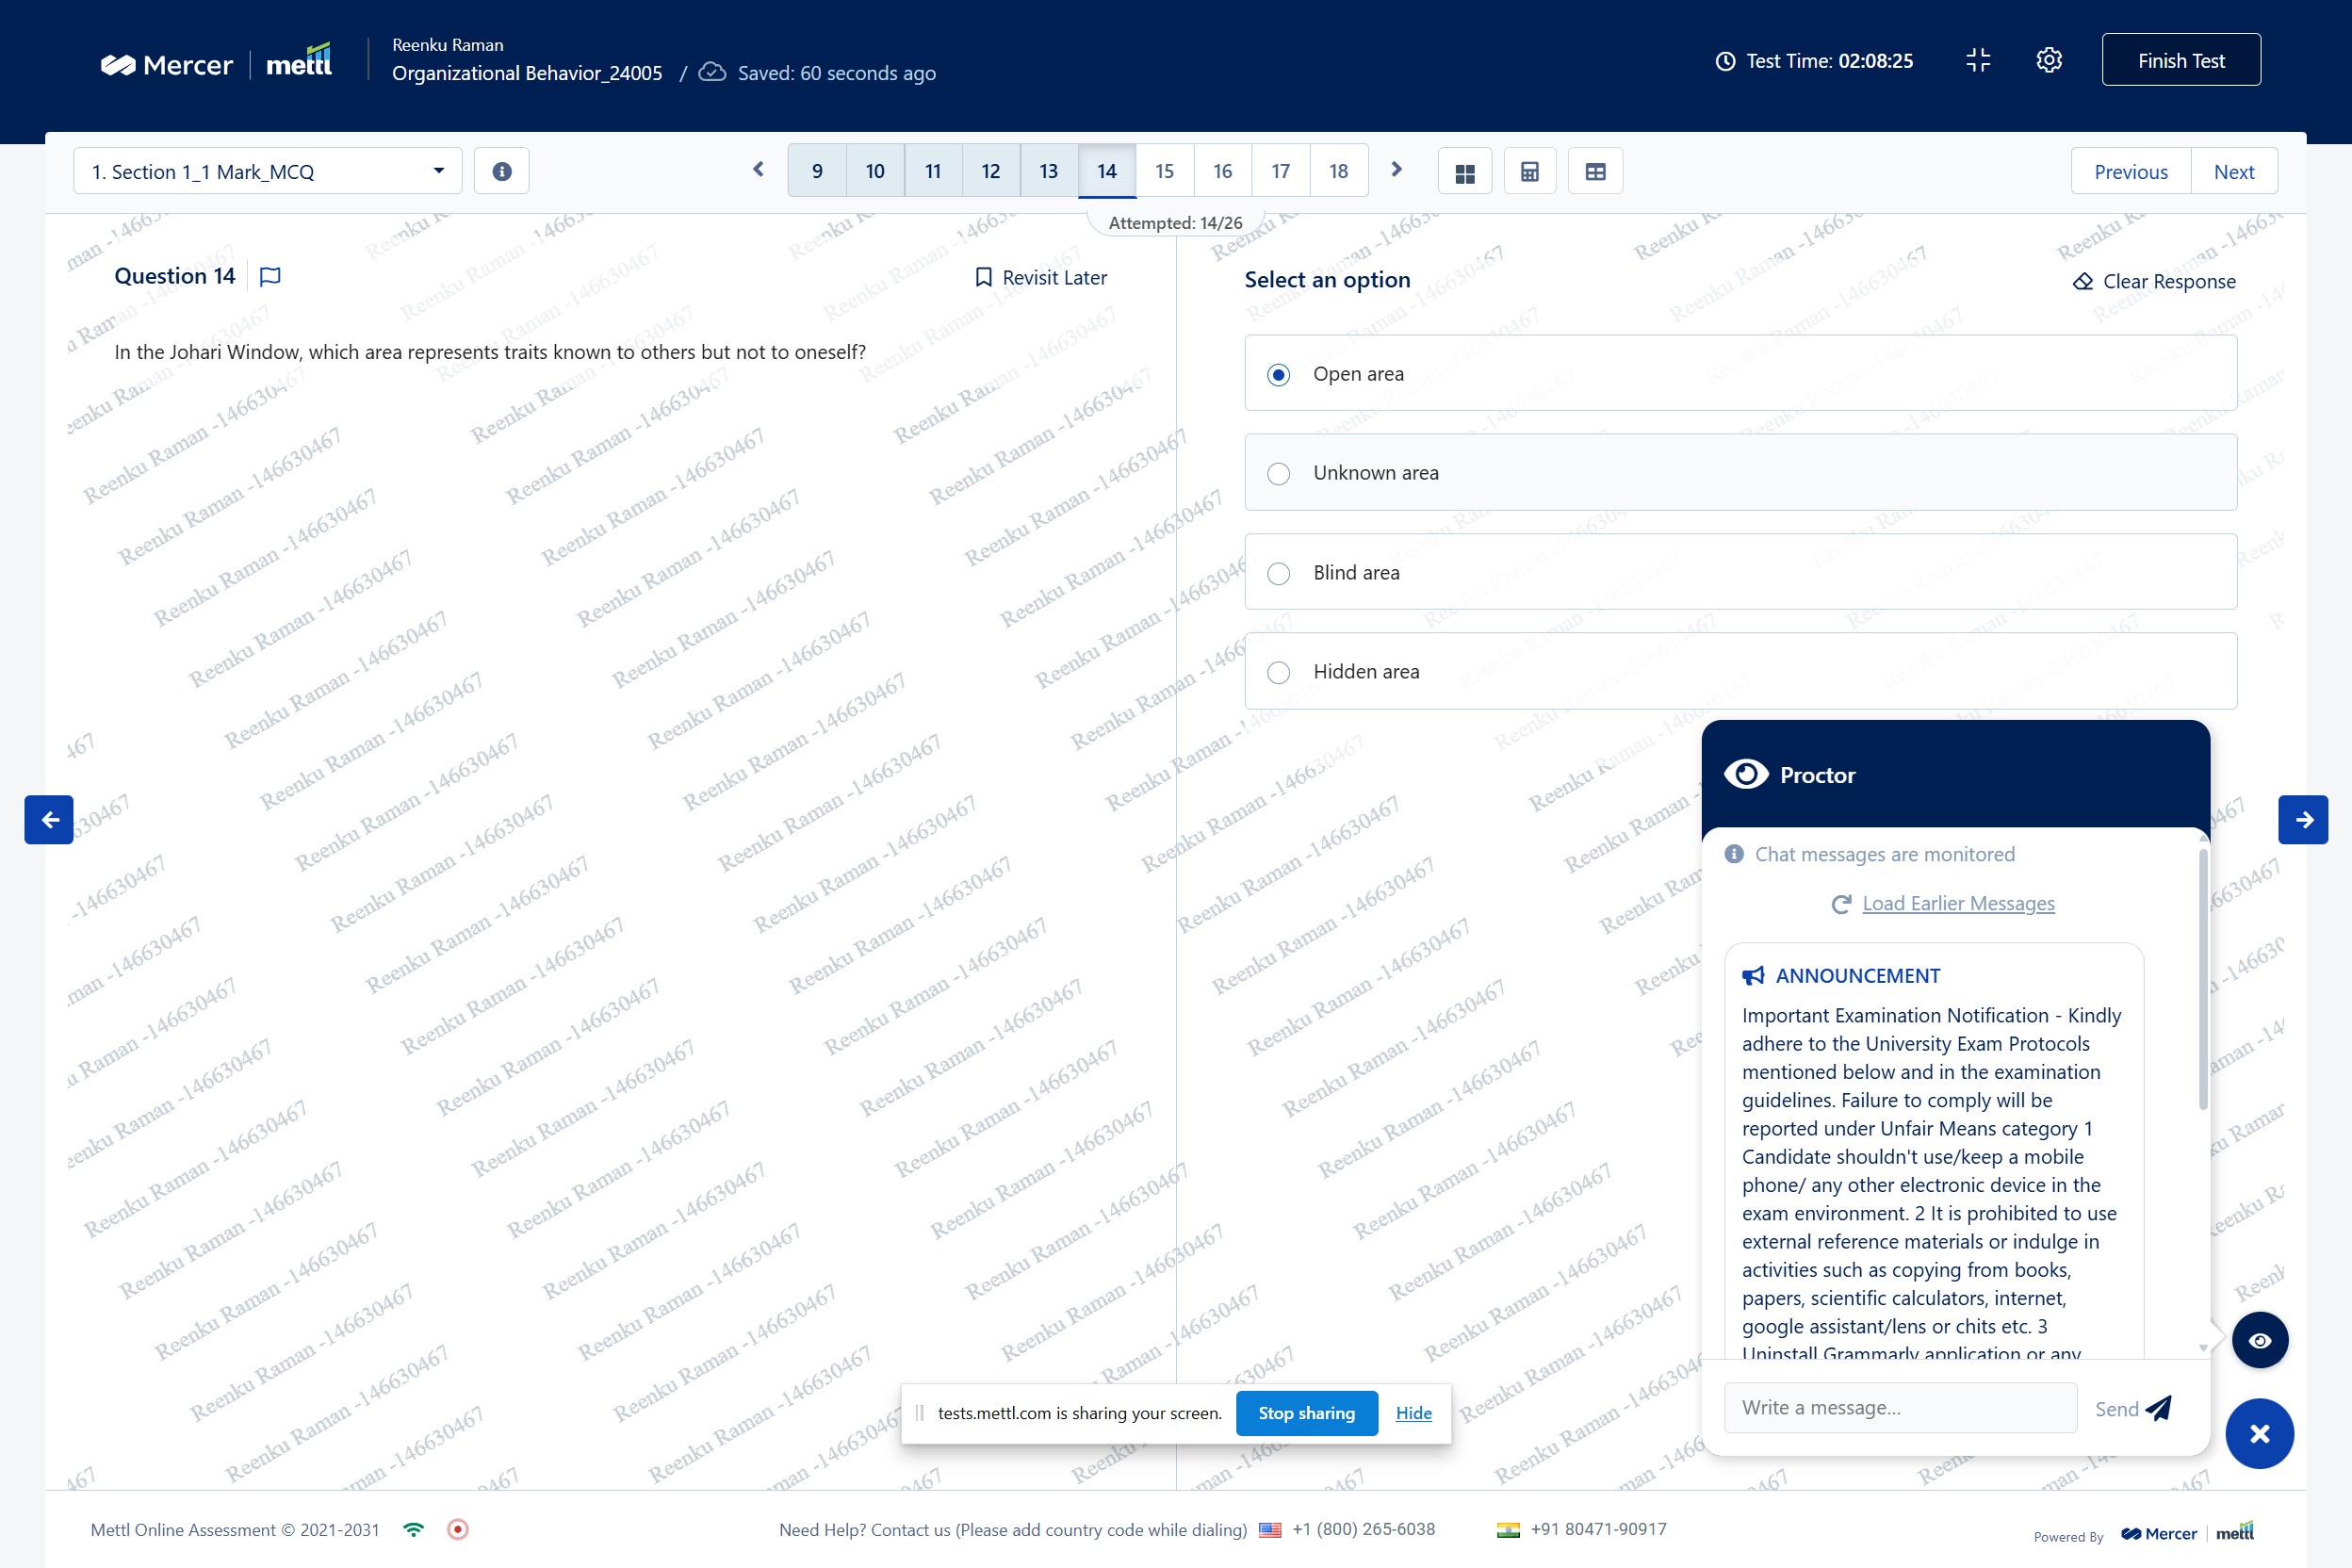 Mercer | mettl
Reenku Raman
Organizational Behavior_24005 / Saved: 60 seconds ago
Test Time: 02:08:25
Finish Test
1. Section 1_1 Mark_MCQ
9 10 11 12 13 14 15 16 17 18
Previous Next
Attempted: 14/26
Question 14
Revisit Later
In the Johari Window, which area represents traits known to others but not to oneself?
Select an option
Clear Response
Open area
Unknown area
Blind area
Hidden area
Reenku Raman -146630467
Proctor
Chat messages are monitored
Load Earlier Messages
ANNOUNCEMENT
Important Examination Notification - Kindly
adhere to the University Exam Protocols
mentioned below and in the examination
guidelines. Failure to comply will be
reported under Unfair Means category 1
Candidate shouldn't use/keep a mobile
phone/ any other electronic device in the
exam environment. 2 It is prohibited to use
external reference materials or indulge in
activities such as copying from books,
papers, scientific calculators, internet,
google assistant/lens or chits etc. 3
Uninstall Grammarly application or any
Write a message...
Send
tests.mettl.com is sharing your screen.
Stop sharing
Hide
Mettl Online Assessment © 2021-2031
Need Help? Contact us (Please add country code while dialing) +1 (800) 265-6038 +91 80471-90917
Powered By Mercer | mettl